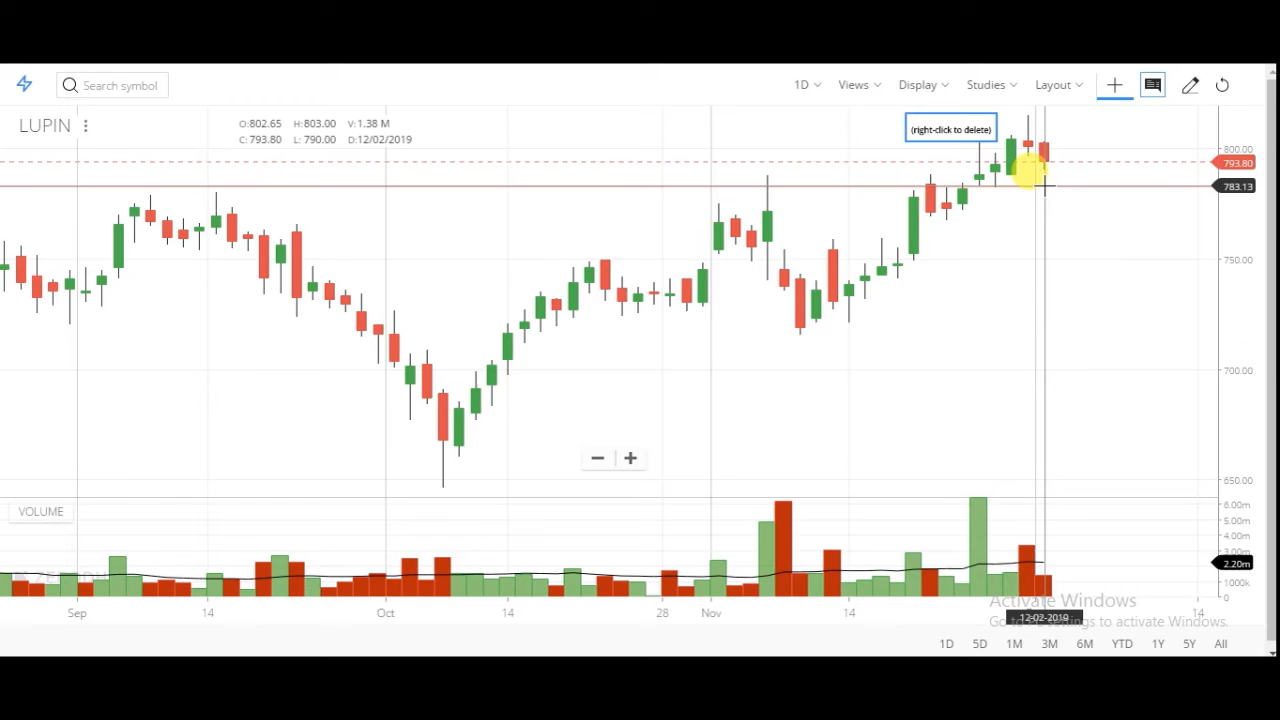 Search symbol
1D Views Display Studies Layout
LUPIN
O:802.65 H:803.00 V:1.38 M
C:793.80 L: 790.00 D:12/02/2019
(right-click to delete)
800.00
793.80
783.13
750.00
700.00
650.00
VOLUME
6.00m
5.00m
4.00m
3.00m
2.20m
1000k
0
Activate Windows
Sep 14 Oct 14 28 Nov 14 14
12-02-2019
Go to PC settings to activate Windows.
1D 5D 1M 3M 6M YTD 1Y 5Y All